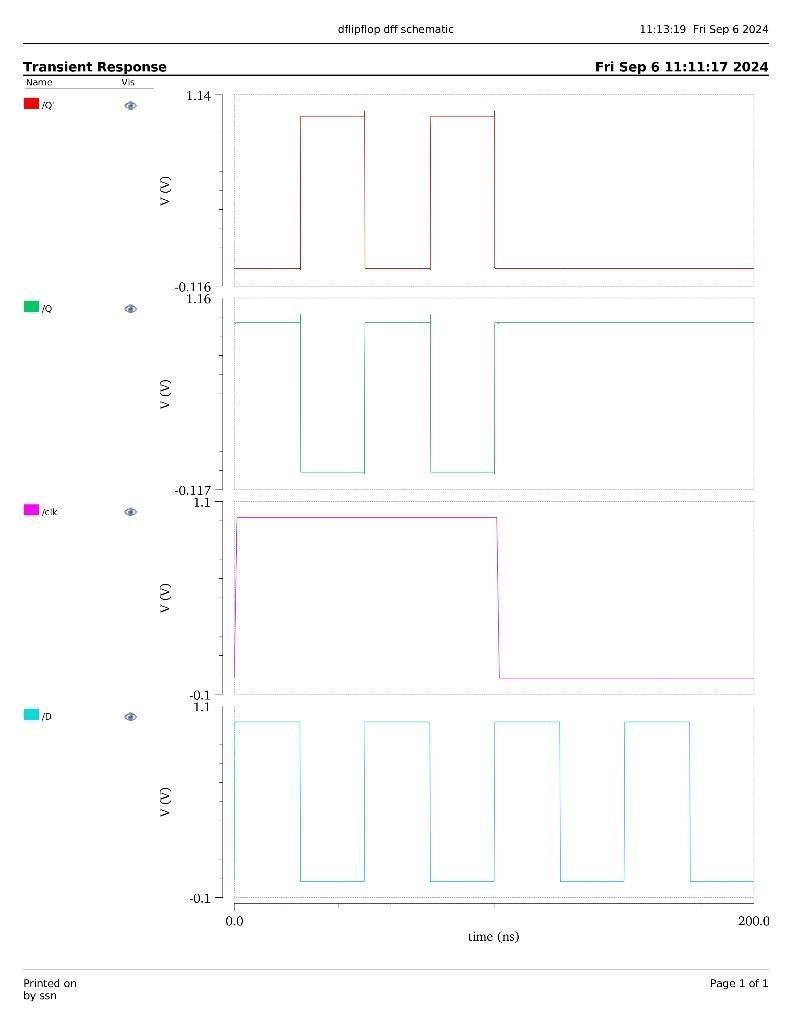 dflipflop dff schematic 11:13:19 Fri Sep 6 2024
Transient Response Fri Sep 6 11:11:17 2024
Name Vis
/Q'
1.14
V (V)
-0.116
/Q
1.16
V (V)
-0.117
/clk
1.1
V (V)
-0.1
/D
1.1
V (V)
-0.1
0.0 200.0
time (ns)
Printed on
by ssn
Page 1 of 1